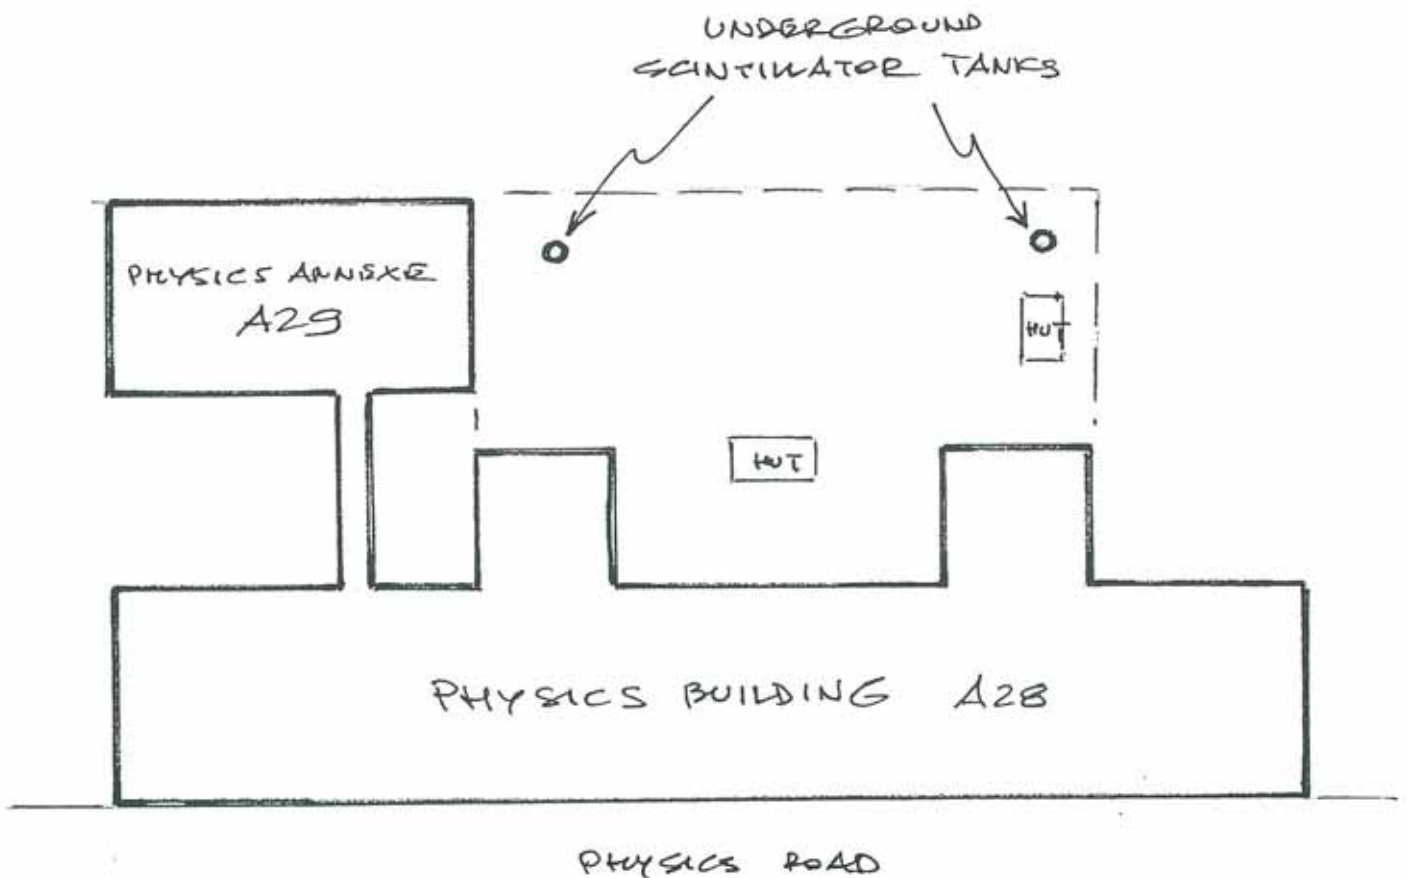 UNDERGROUND
SCINTILLATOR TANKS
PHYSICS ANNEXE
A29
HUT
HUT
PHYSICS BUILDING A28
PHYSICS ROAD